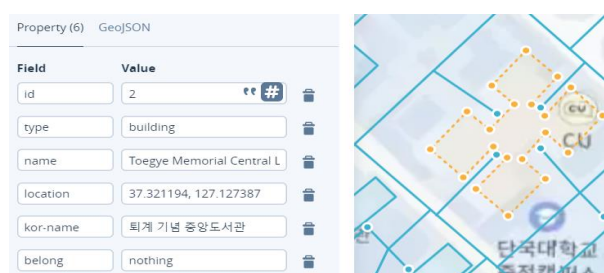 Property (6) GeoJSON
Field Value
id 2 "
#
type building
name Toegye Memorial Central L
location 37.321194, 127.127387
kor-name 퇴계 기념 중앙도서관
belong nothing
CU
CU
단국대학교